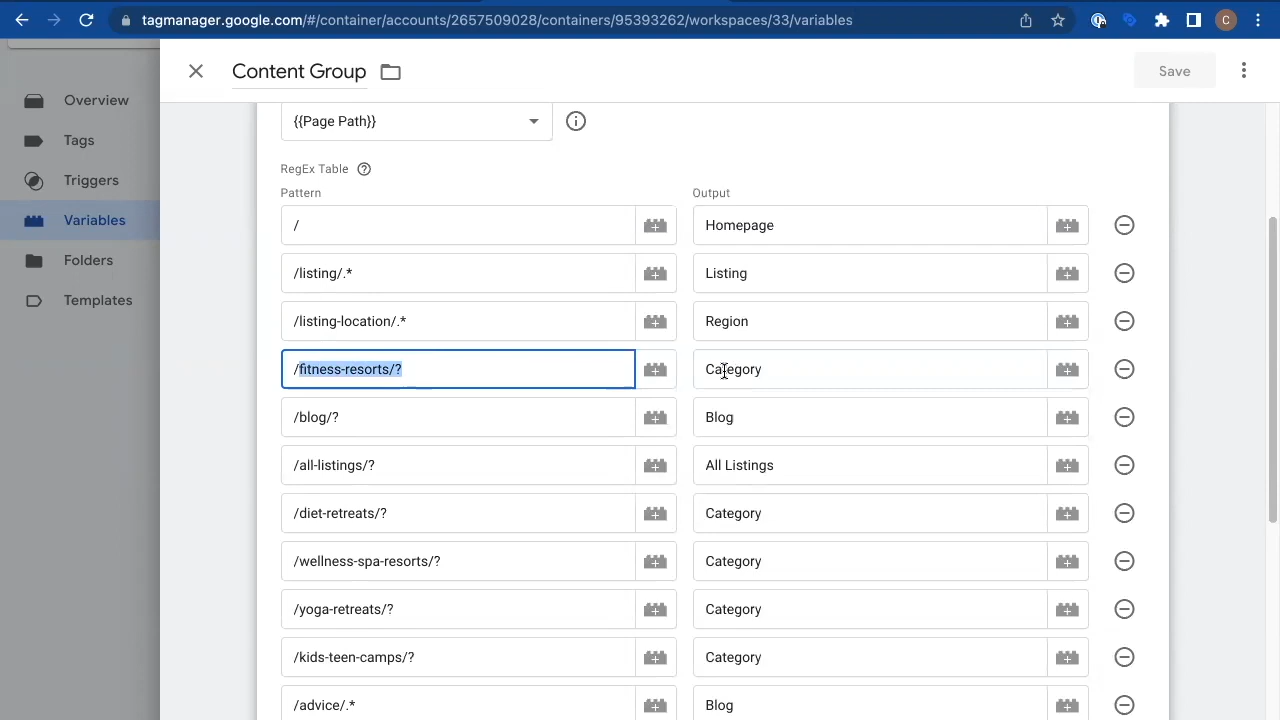 tagmanager.google.com/#/container/accounts/2657509028/containers/95393262/workspaces/33/variables
C
Content Group
Save
Overview
Tags
Triggers
Variables
Folders
Templates
{{Page Path}}
RegEx Table
Pattern Output
/ Homepage
/listing/.* Listing
/listing-location/.* Region
/fitness-resorts/? Category
/blog/? Blog
/all-listings/? All Listings
/diet-retreats/? Category
/wellness-spa-resorts/? Category
/yoga-retreats/? Category
/kids-teen-camps/? Category
/advice/.* Blog